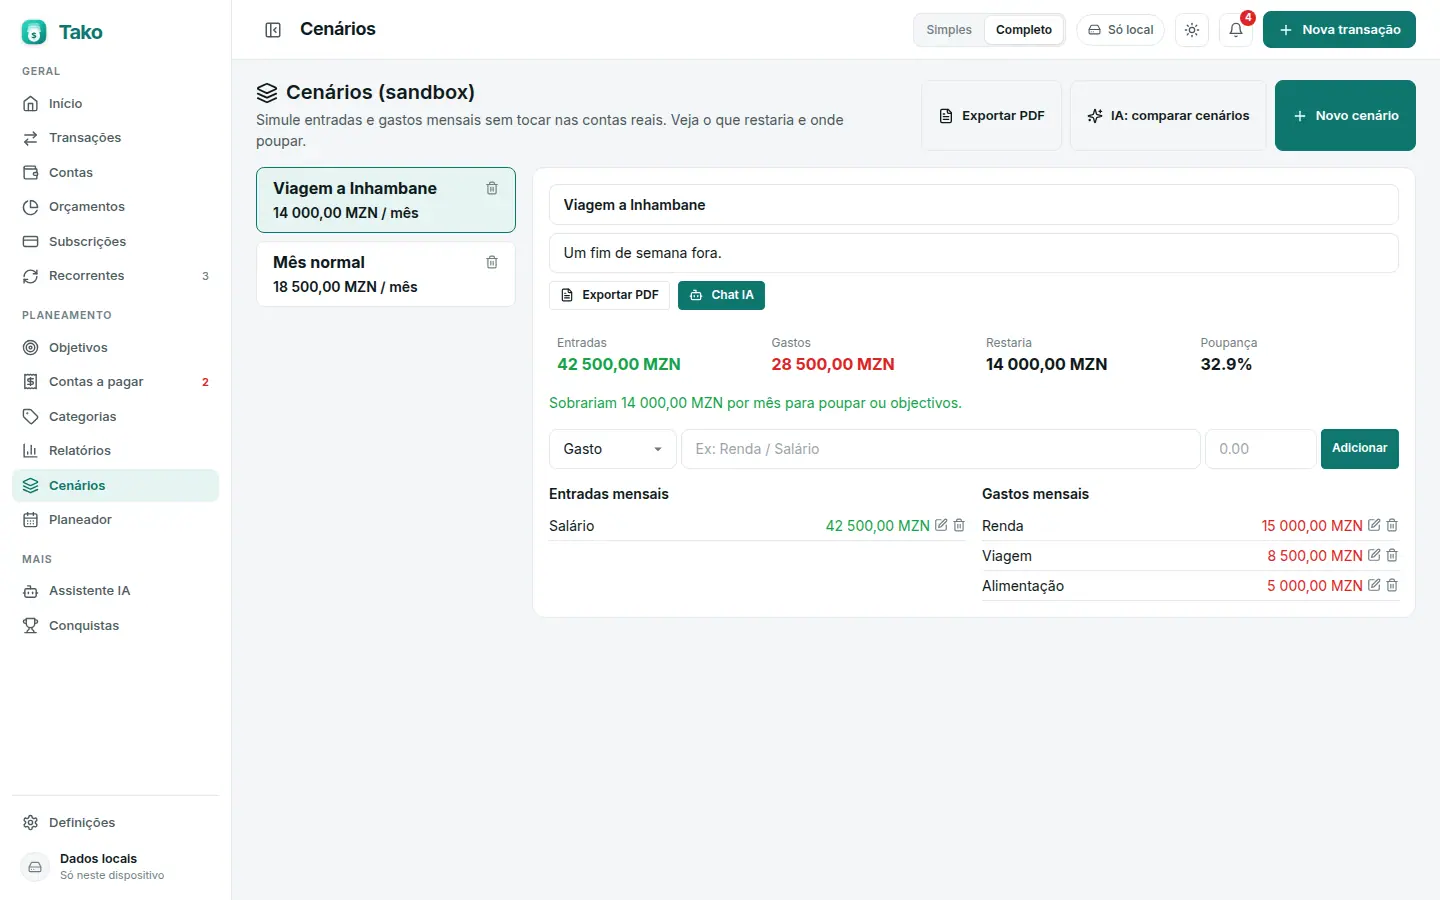 Tako
GERAL
Início
Transações
Contas
Orçamentos
Subscrições
Recorrentes 3
PLANEAMENTO
Objetivos
Contas a pagar 2
Categorias
Relatórios
Cenários
Planeador
MAIS
Assistente IA
Conquistas
Definições
Dados locais
Só neste dispositivo
Cenários
Simples Completo
Só local
4
Nova transação
Cenários (sandbox)
Simule entradas e gastos mensais sem tocar nas contas reais. Veja o que restaria e onde
poupar.
Exportar PDF
IA: comparar cenários
Novo cenário
Viagem a Inhambane
14 000,00 MZN / mês
Mês normal
18 500,00 MZN / mês
Viagem a Inhambane
Um fim de semana fora.
Exportar PDF
Chat IA
Entradas Gastos Restaria Poupança
42 500,00 MZN 28 500,00 MZN 14 000,00 MZN 32.9%
Sobrariam 14 000,00 MZN por mês para poupar ou objectivos.
Gasto Ex: Renda / Salário 0.00 Adicionar
Entradas mensais
Salário 42 500,00 MZN
Gastos mensais
Renda 15 000,00 MZN
Viagem 8 500,00 MZN
Alimentação 5 000,00 MZN